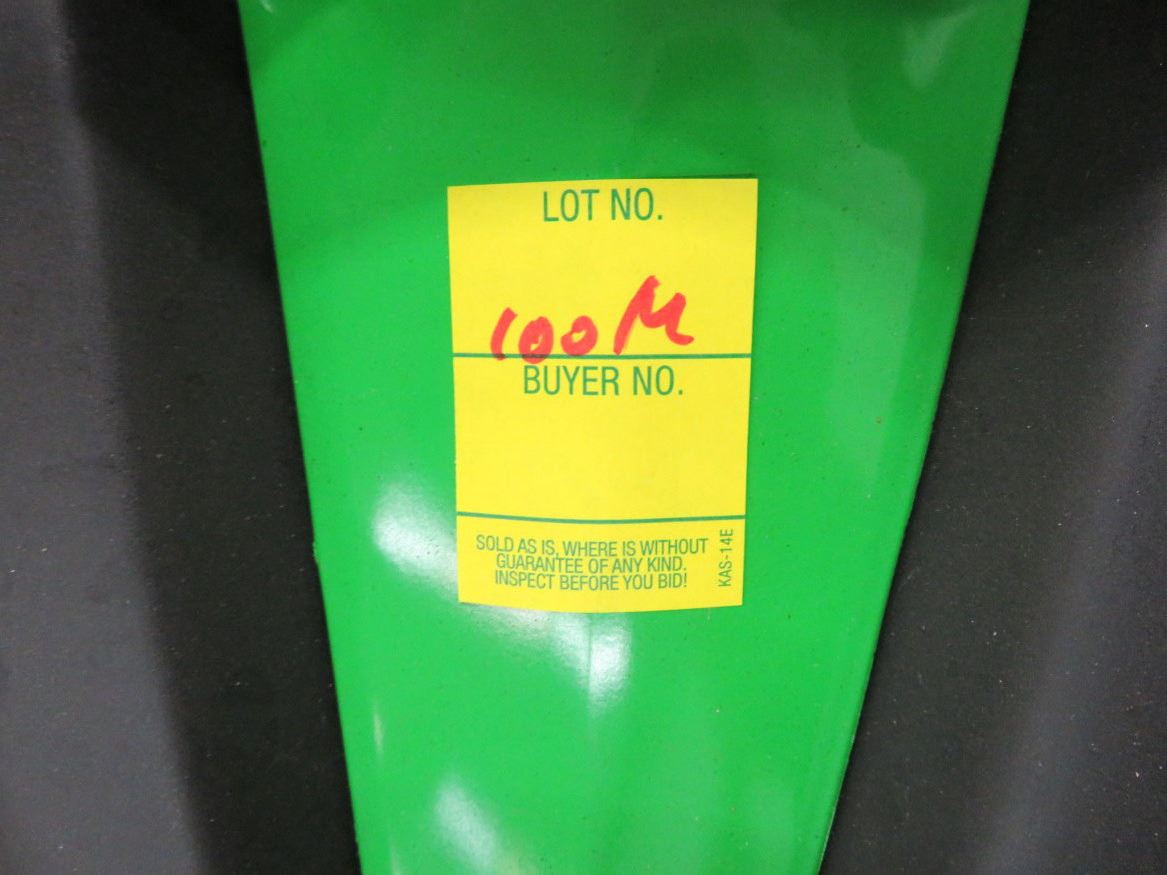 LOT NO.
100M
BUYER NO.
SOLD AS IS, WHERE IS WITHOUT
GUARANTEE OF ANY KIND.
INSPECT BEFORE YOU BID!
KAS-14E